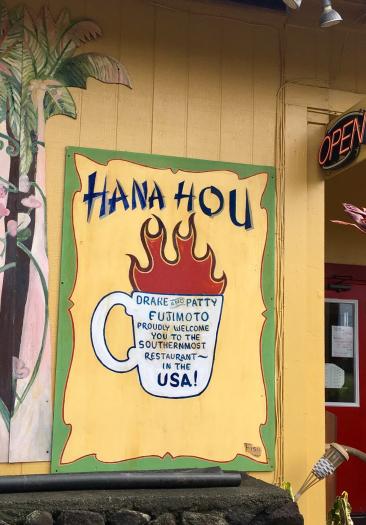 HANA HOU
OPEN
DRAKE AND PATTY
FUJIMOTO
PROUDLY WELCOME
YOU TO THE
SOUTHERNMOST
RESTAURANT~
IN THE
USA!